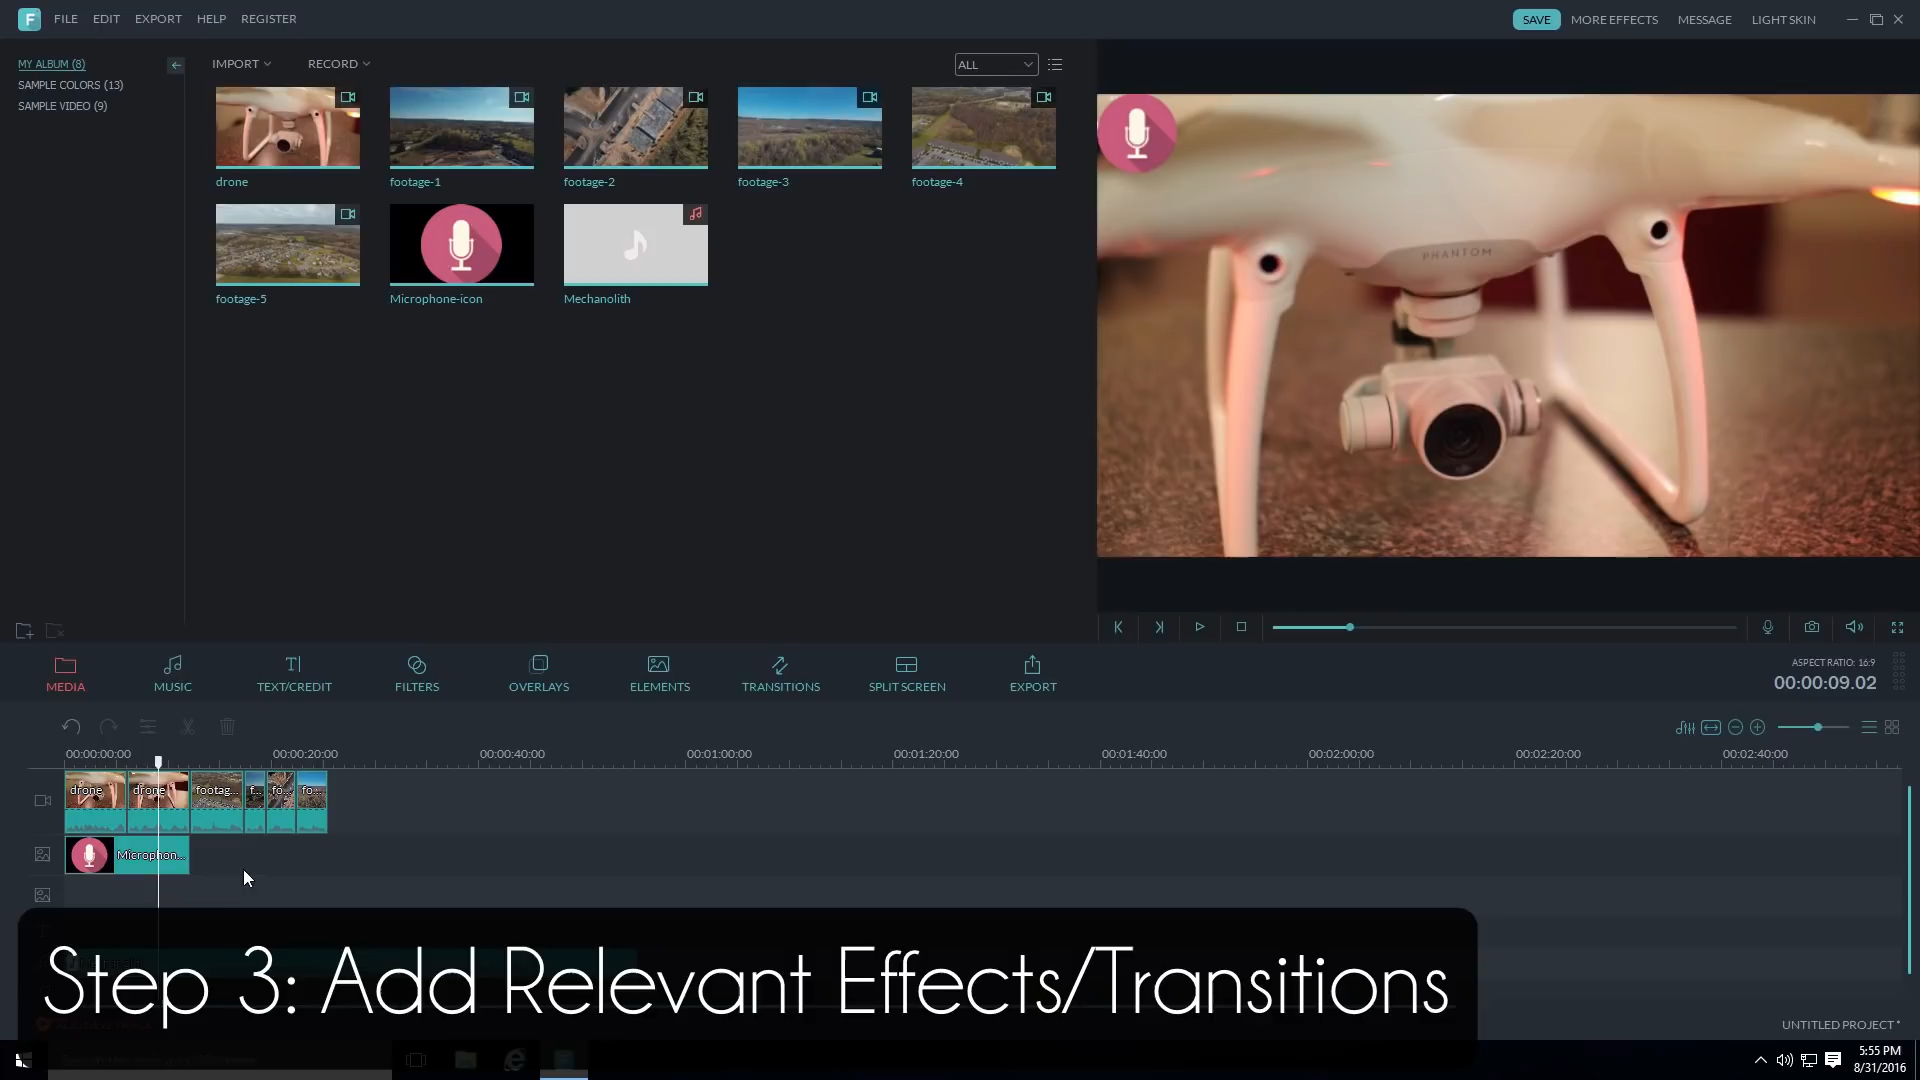 F FILE EDIT EXPORT HELP REGISTER
SAVE MORE EFFECTS MESSAGE LIGHT SKIN
MY ALBUM (8)
SAMPLE COLORS (13)
SAMPLE VIDEO (9)
IMPORT RECORD ALL
drone footage-1 footage-2 footage-3 footage-4
footage-5 Microphone-icon Mechanolith
PHANTOM
MEDIA MUSIC TEXT/CREDIT FILTERS OVERLAYS ELEMENTS TRANSITIONS SPLIT SCREEN EXPORT
ASPECT RATIO: 16:9
00:00:09.02
00:00:00:00 00:00:20:00 00:00:40:00 00:01:00:00 00:01:20:00 00:01:40:00 00:02:00:00 00:02:20:00 00:02:40:00
drone drone footag... f... fo... fo...
Microphon...
Step 3: Add Relevant Effects/Transitions
UNTITLED PROJECT *
5:55 PM
8/31/2016